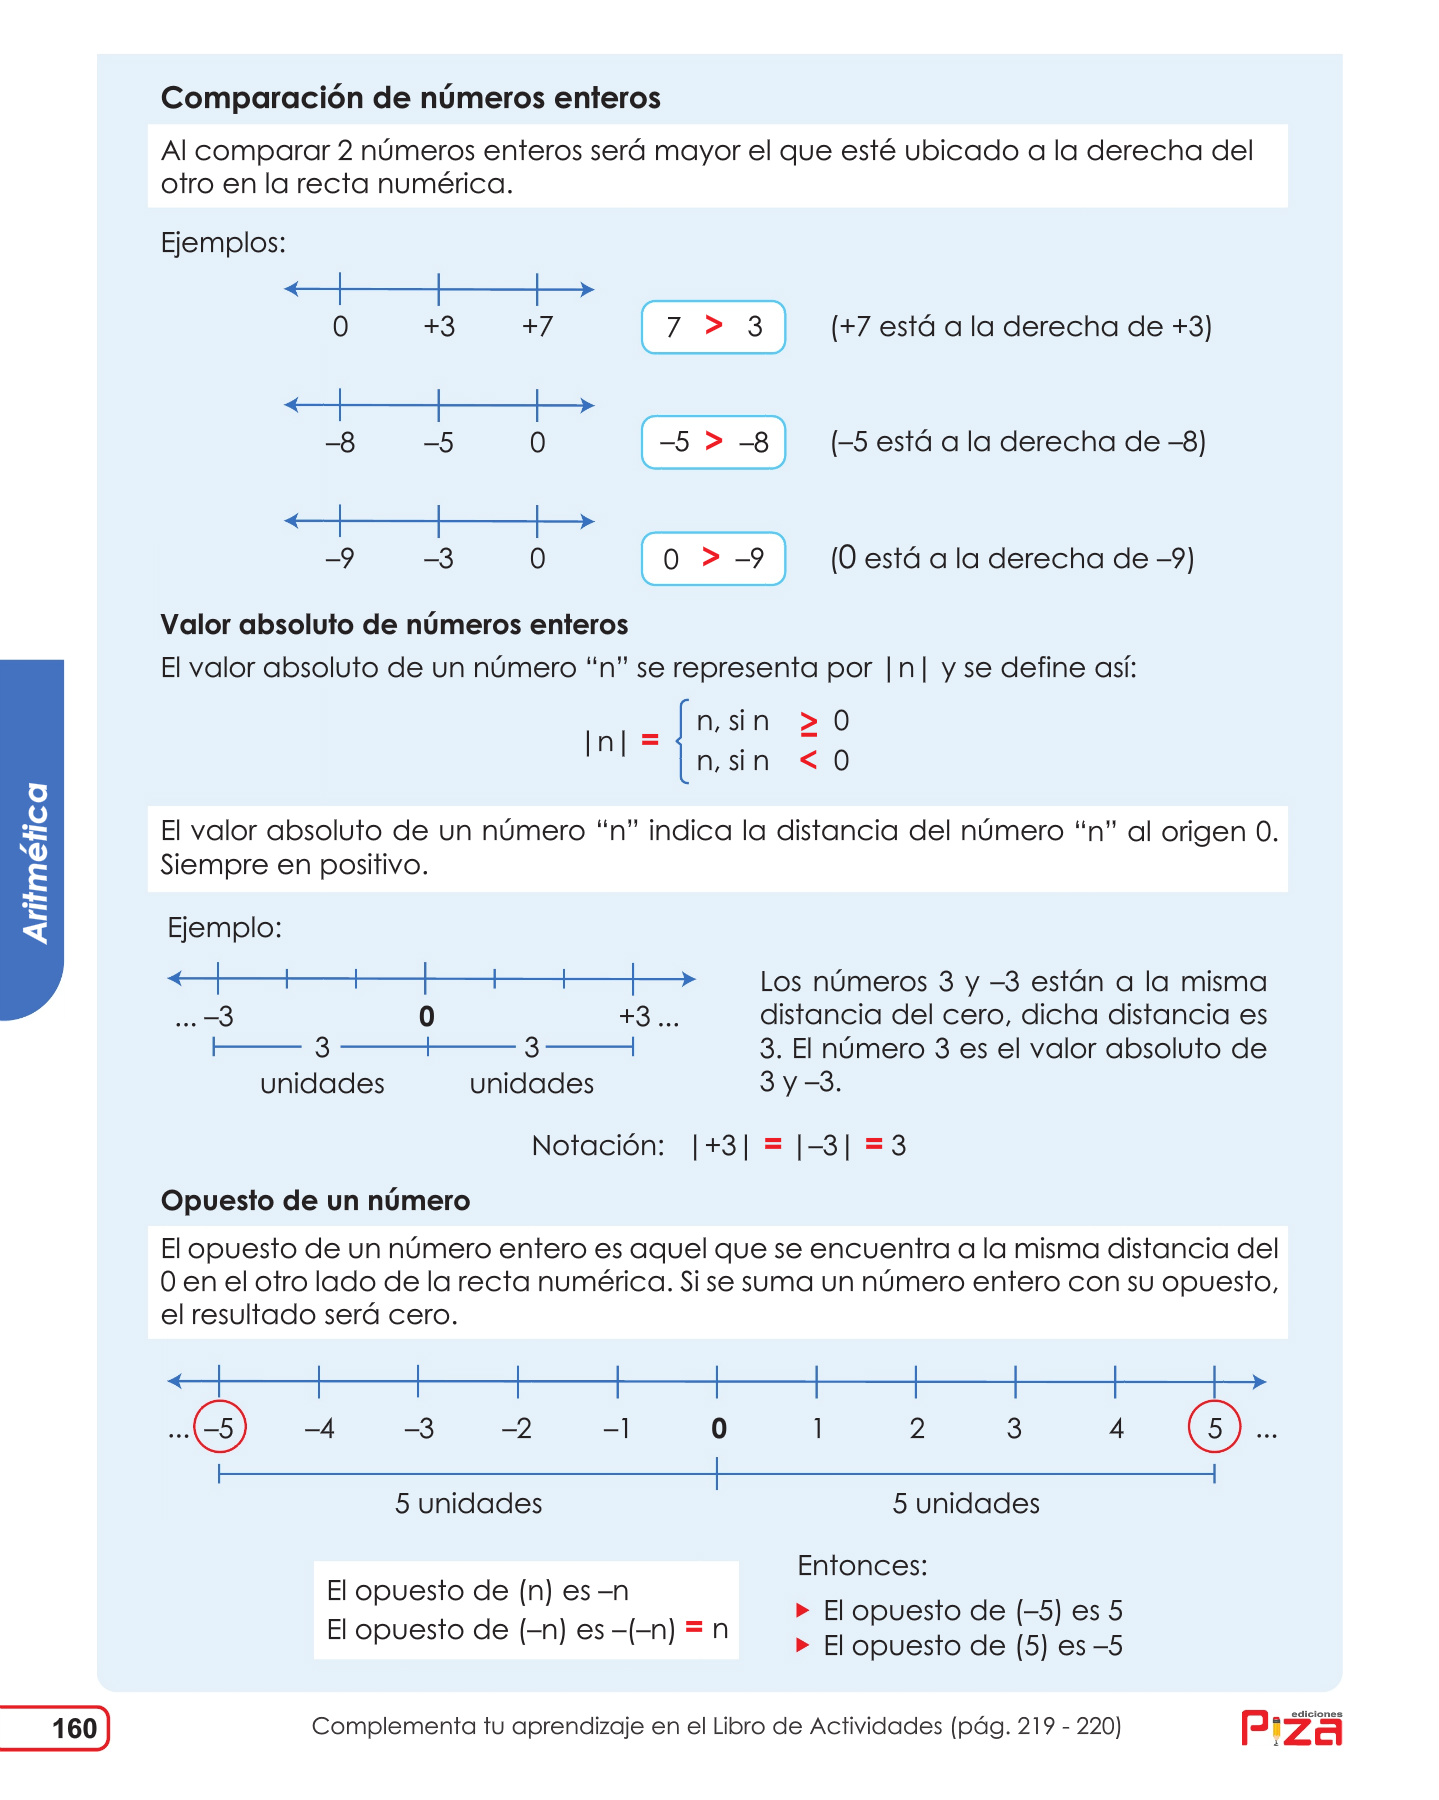 Comparación de números enteros
Al comparar 2 números enteros será mayor el que esté ubicado a la derecha del
otro en la recta numérica.
Ejemplos:
0 +3 +7
7 > 3 (+7 está a la derecha de +3)
–8 –5 0
–5 > –8 (–5 está a la derecha de –8)
–9 –3 0
0 > –9 (0 está a la derecha de –9)
Valor absoluto de números enteros
El valor absoluto de un número “n” se representa por |n| y se define así:
|n| = { n, si n ≥ 0
n, si n < 0
El valor absoluto de un número “n” indica la distancia del número “n” al origen 0.
Siempre en positivo.
Ejemplo:
... –3 0 +3 ...
3 3
unidades unidades
Los números 3 y –3 están a la misma
distancia del cero, dicha distancia es
3. El número 3 es el valor absoluto de
3 y –3.
Notación: |+3| = |–3| = 3
Opuesto de un número
El opuesto de un número entero es aquel que se encuentra a la misma distancia del
0 en el otro lado de la recta numérica. Si se suma un número entero con su opuesto,
el resultado será cero.
... –5 –4 –3 –2 –1 0 1 2 3 4 5 ...
5 unidades 5 unidades
El opuesto de (n) es –n
El opuesto de (–n) es –(–n) = n
Entonces:
El opuesto de (–5) es 5
El opuesto de (5) es –5
Aritmética
160
Complementa tu aprendizaje en el Libro de Actividades (pág. 219 - 220)
ediciones
Piza